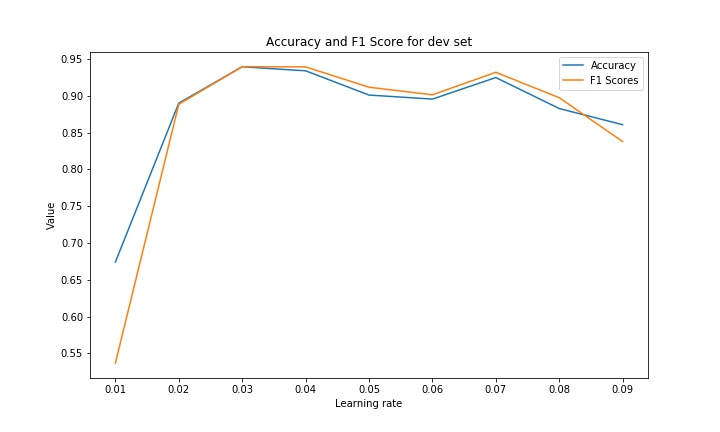 Accuracy and F1 Score for dev set
Accuracy
F1 Scores
Value
0.95
0.90
0.85
0.80
0.75
0.70
0.65
0.60
0.55
0.01 0.02 0.03 0.04 0.05 0.06 0.07 0.08 0.09
Learning rate